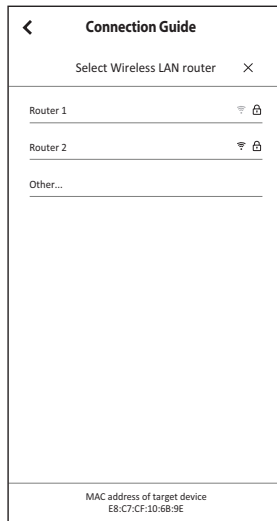 Connection Guide
Select Wireless LAN router
Router 1
Router 2
Other...
MAC address of target device
E8:C7:CF:10:6B:9E